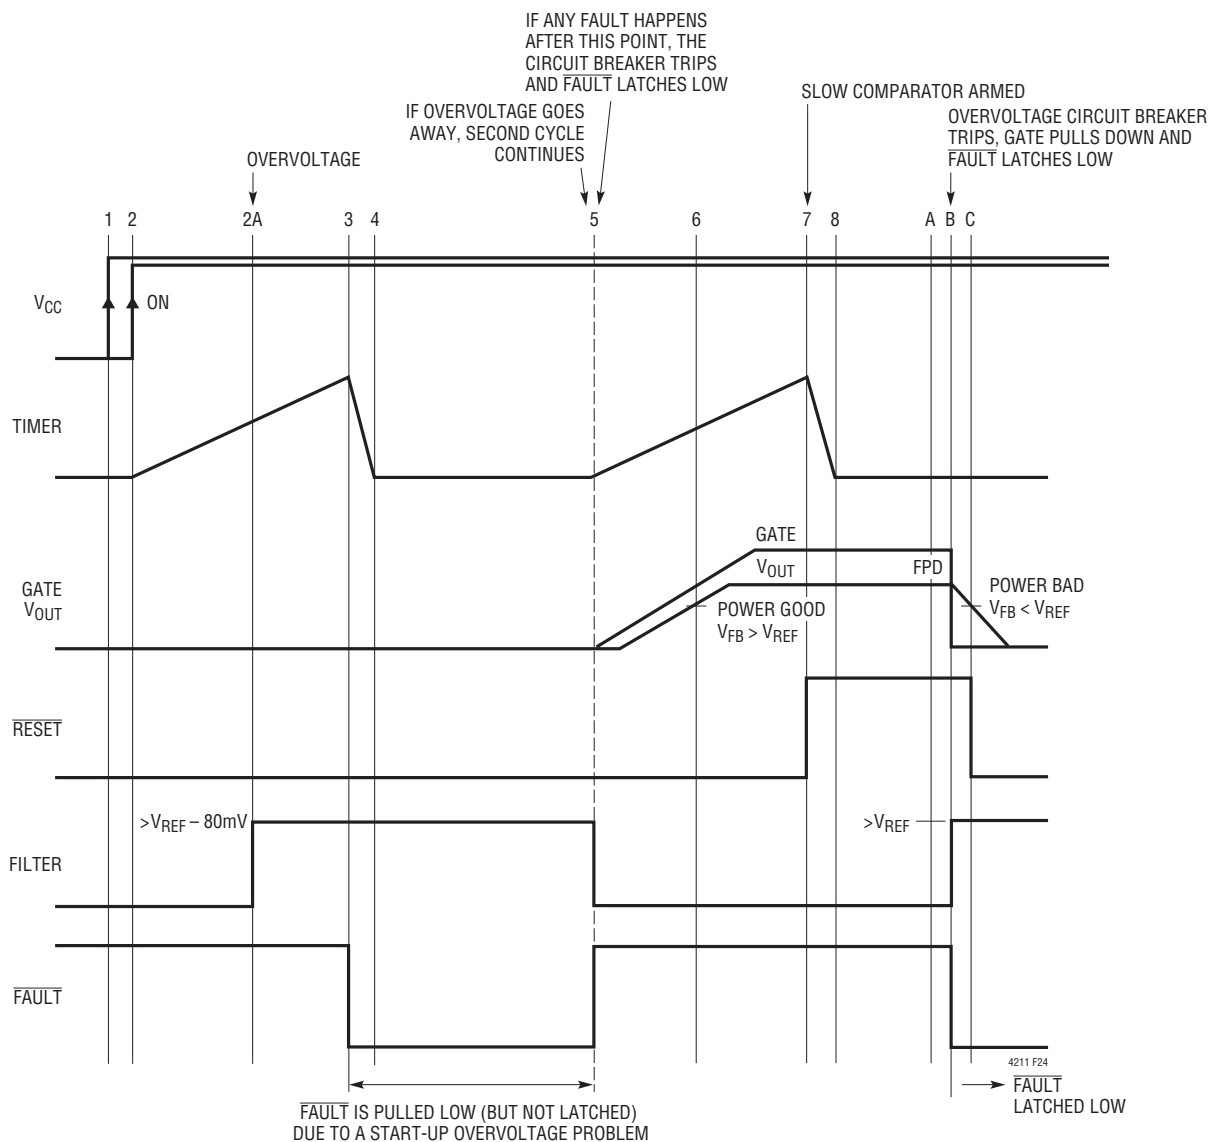 IF ANY FAULT HAPPENS
AFTER THIS POINT, THE
CIRCUIT BREAKER TRIPS
AND FAULT LATCHES LOW
IF OVERVOLTAGE GOES
AWAY, SECOND CYCLE
CONTINUES
SLOW COMPARATOR ARMED
OVERVOLTAGE CIRCUIT BREAKER
TRIPS, GATE PULLS DOWN AND
FAULT LATCHES LOW
OVERVOLTAGE
1 2 2A 3 4 5 6 7 8 A B C
VCC
ON
TIMER
GATE
VOUT
GATE
VOUT
FPD
POWER GOOD
VFB > VREF
POWER BAD
VFB < VREF
RESET
>VREF – 80mV
>VREF
FILTER
FAULT
4211 F24
FAULT IS PULLED LOW (BUT NOT LATCHED)
DUE TO A START-UP OVERVOLTAGE PROBLEM
FAULT
LATCHED LOW